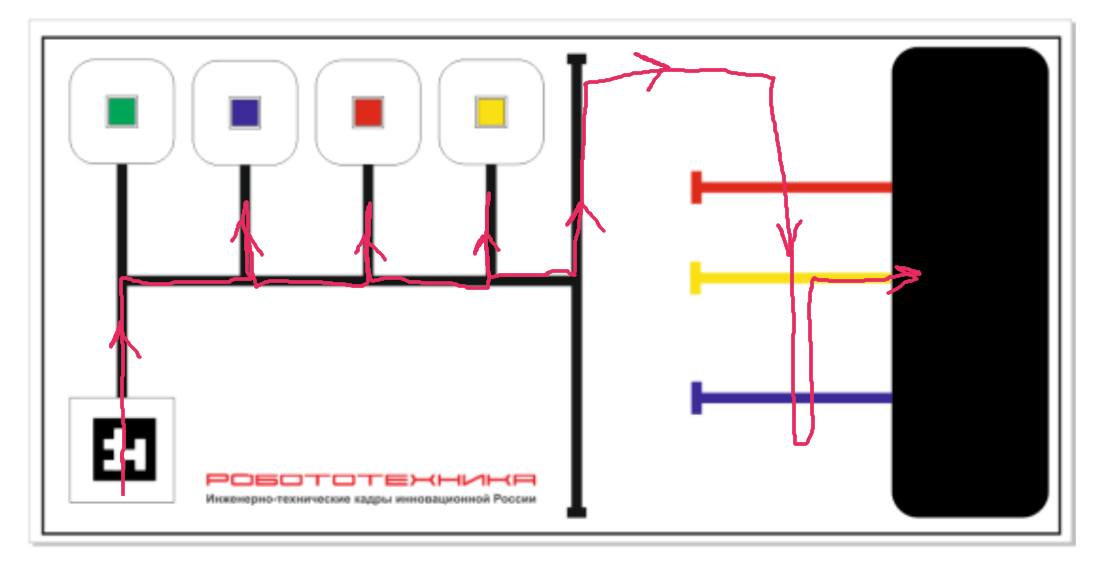 РОБОТОТЕХНИКА
Инженерно-технические кадры инновационной России